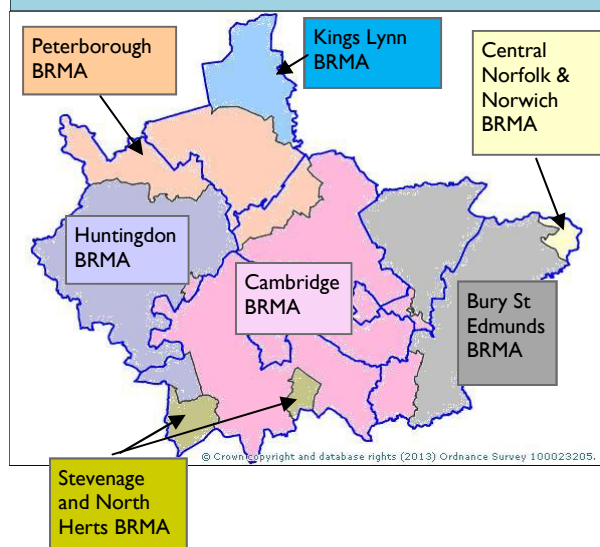 Peterborough
BRMA
Kings Lynn
BRMA
Central
Norfolk &
Norwich
BRMA
Huntingdon
BRMA
Cambridge
BRMA
Bury St
Edmunds
BRMA
© Crown copyright and database rights (2013) Ordnance Survey 100023205.
Stevenage
and North
Herts BRMA